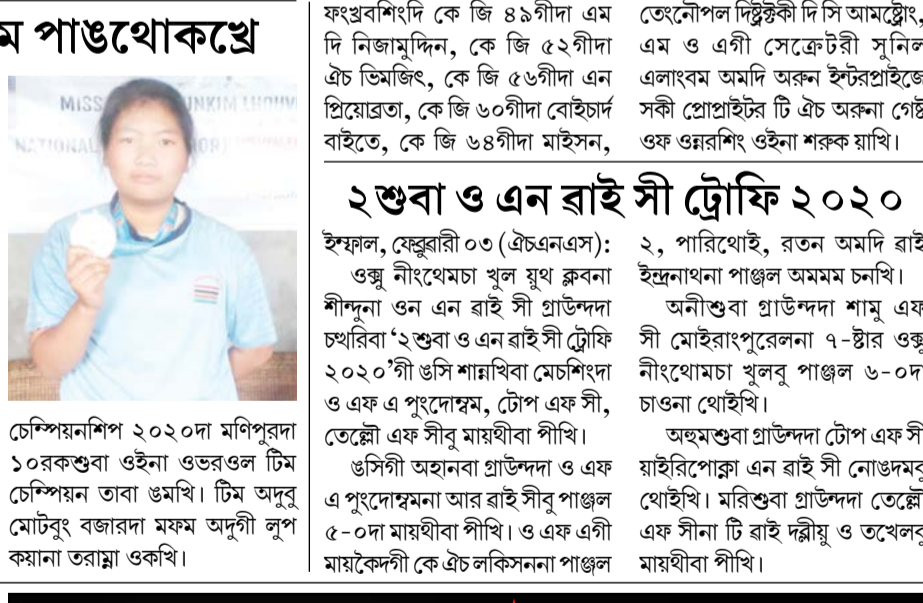 ম পাঙথোকখ্রে
চেম্পিয়নশিপ ২০২০দা মণিপুরদা
১০রকশুবা ওইনা ওভরওল টিম
চেম্পিয়ন তাবা ঙমখি। টিম অদুবু
মোটবুং বজারদা মফম অদুগী লুপ
কয়ানা তরাম্না ওকখি।
ফংখ্রবশিংদি কে জি ৪৯গীদা এম
দি নিজামুদ্দিন, কে জি ৫২গীদা
ঐচ ভিমজিৎ, কে জি ৫৬গীদা এন
প্রিয়োব্রতা, কে জি ৬০গীদা বোইচার্দ
বাইতে, কে জি ৬৪গীদা মাইসন,
তেংনৌপল দিষ্ট্রিক্টকী দি সি আমষ্ট্রোং,
এম ও এগী সেক্রেটরী সুনিল
এলাংবম অমদি অরুন ইন্টরপ্রাইজে
সকী প্রোপ্রাইটর টি ঐচ অরুনা গেষ্ট
ওফ ওন্নরশিং ওইনা শরুক য়াখি।
২শুবা ও এন ৱাই সী ট্রোফি ২০২০
ইম্ফাল, ফেব্রুৱারী ০৩ (ঐচএনএস):
ওক্সু নীংথেমচা খুল য়ুথ ক্লবনা
শীন্দুনা ওন এন ৱাই সী গ্রাউন্দদা
চত্থরিবা ‘২শুবা ও এন ৱাই সী ট্রোফি
২০২০’গী ঙসি শান্নখিবা মেচশিংদা
ও এফ এ পুংদোম্বম, টোপ এফ সী,
তেল্লৌ এফ সীবু মায়থীবা পীখি।
ঙসিগী অহানবা গ্রাউন্দদা ও এফ
এ পুংদোম্বমনা আর ৱাই সীবু পাঞ্জল
৫-০দা মায়থীবা পীখি। ও এফ এগী
মায়কৈদগী কে ঐচ লকিসননা পাঞ্জল
২, পারিথোই, রতন অমদি ৱাই
ইন্দ্রনাথনা পাঞ্জল অমমম চনখি।
অনীশুবা গ্রাউন্দদা শামু এফ
সী মোইরাংপুরেলনা ৭-ষ্টার ওক্সু
নীংথোমচা খুলবু পাঞ্জল ৬-০দা
চাওনা থোইখি।
অহুমশুবা গ্রাউন্দদা টোপ এফ সী
য়াইরিপোক্না এন ৱাই সী নোঙদমবু
থোইখি। মরিশুবা গ্রাউন্দদা তেল্লৌ
এফ সীনা টি ৱাই দব্লীয়ু ও তখেলবু
মায়থীবা পীখি।